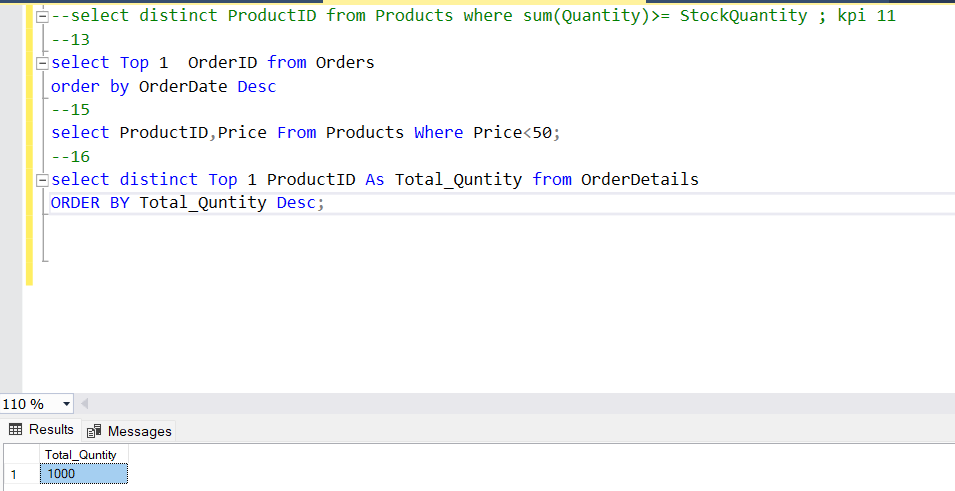 --select distinct ProductID from Products where sum(Quantity)>= StockQuantity ; kpi 11
--13
select Top 1  OrderID from Orders
order by OrderDate Desc
--15
select ProductID,Price From Products Where Price<50;
--16
select distinct Top 1 ProductID As Total_Quntity from OrderDetails
ORDER BY Total_Quntity Desc;
110 %
Results Messages
Total_Quntity
1 1000